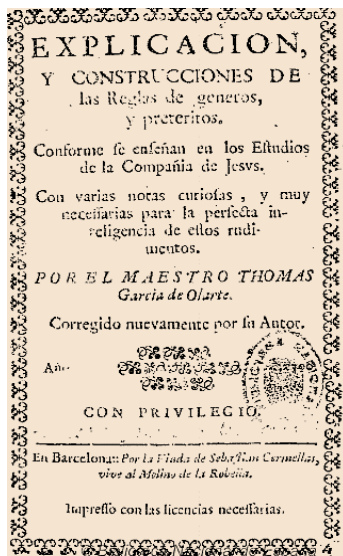 EXPLICACION,
Y CONSTRUCCIONES DE
las Reglas de generos,
y preteritos.
Conforme se enseñan en los Estudios
de la Compañia de Jesvs.
Con varias notas curiosas, y muy
necessarias para la perfecta in-
teligencia de estos rudi-
mentos.
POR EL MAESTRO THOMAS
Garcia de Olarte.
Corregido nuevamente por su Autor.
Año
CON PRIVILEGIO.
En Barcelona: Por la Viuda de Sebastian Cormellas,
vive al Molino de la Robella.
Impresso con las licencias necessarias.